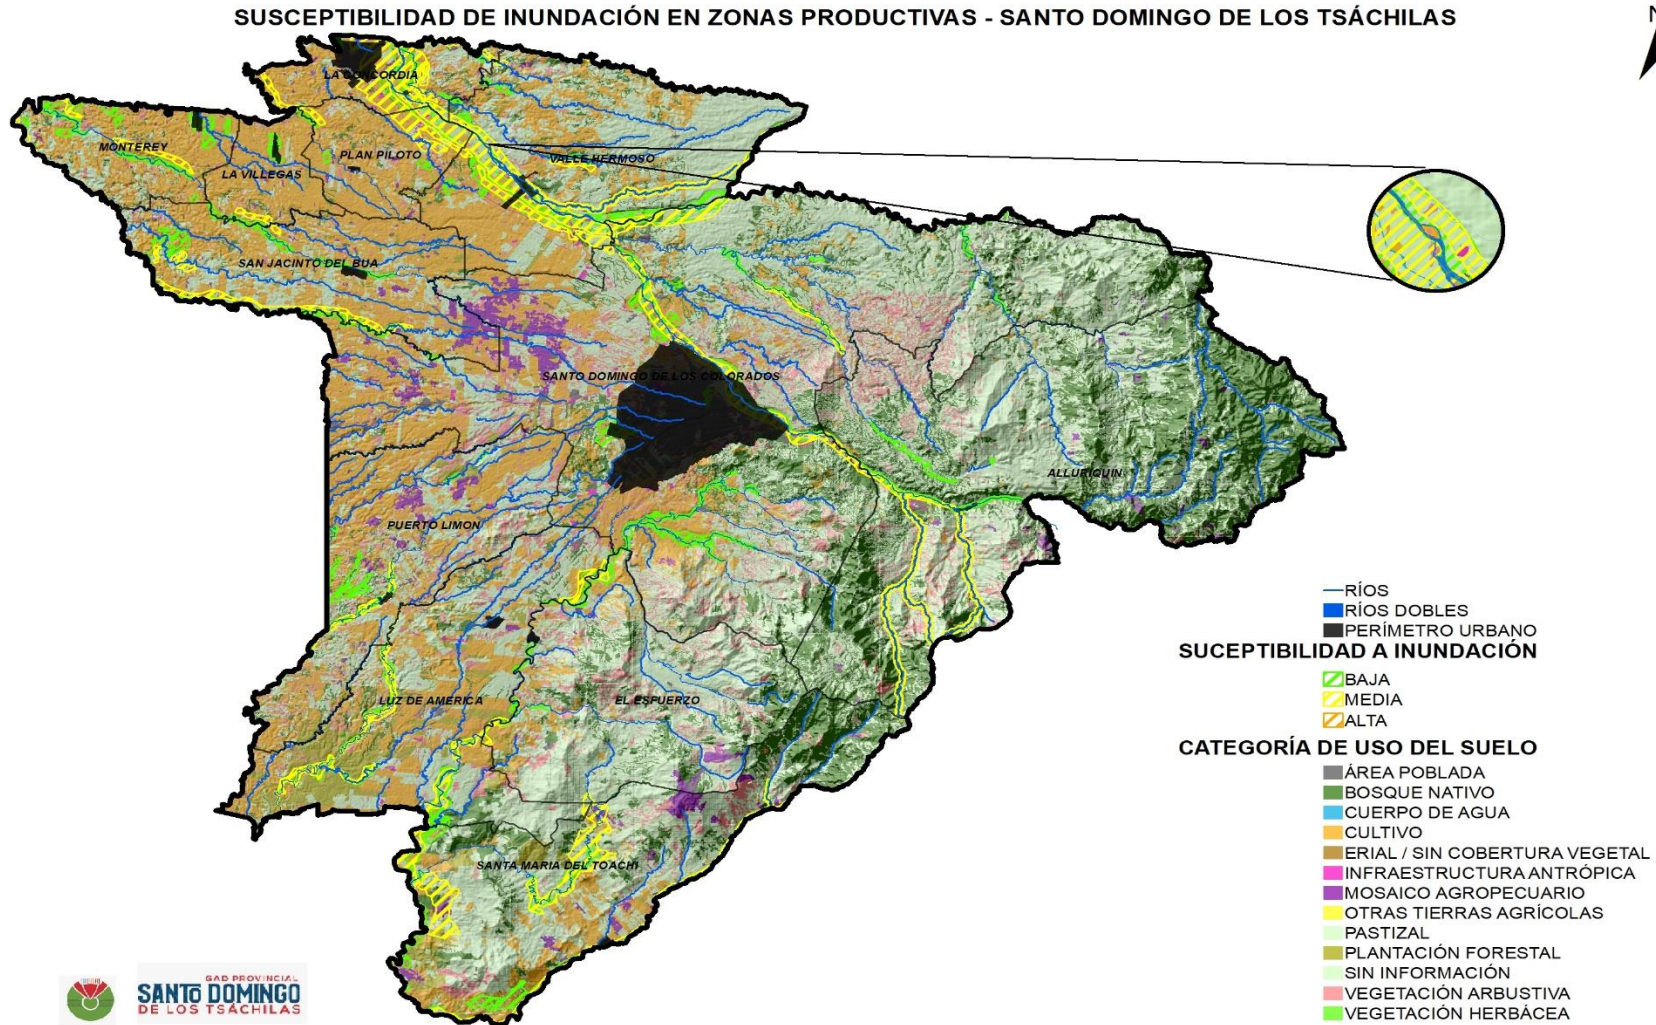 SUSCEPTIBILIDAD DE INUNDACIÓN EN ZONAS PRODUCTIVAS - SANTO DOMINGO DE LOS TSÁCHILAS
N
LA CONCORDIA
MONTEREY
PLAN PILOTO
VALLE HERMOSO
LA VILLEGAS
SAN JACINTO DEL BUA
SANTO DOMINGO DE LOS COLORADOS
ALLURIQUIN
PUERTO LIMON
LUZ DE AMERICA
EL ESFUERZO
SANTA MARIA DEL TOACHI
RÍOS
RÍOS DOBLES
PERÍMETRO URBANO
SUCEPTIBILIDAD A INUNDACIÓN
BAJA
MEDIA
ALTA
CATEGORÍA DE USO DEL SUELO
ÁREA POBLADA
BOSQUE NATIVO
CUERPO DE AGUA
CULTIVO
ERIAL / SIN COBERTURA VEGETAL
INFRAESTRUCTURA ANTRÓPICA
MOSAICO AGROPECUARIO
OTRAS TIERRAS AGRÍCOLAS
PASTIZAL
PLANTACIÓN FORESTAL
SIN INFORMACIÓN
VEGETACIÓN ARBUSTIVA
VEGETACIÓN HERBÁCEA
GAD PROVINCIAL
SANTO DOMINGO
DE LOS TSÁCHILAS